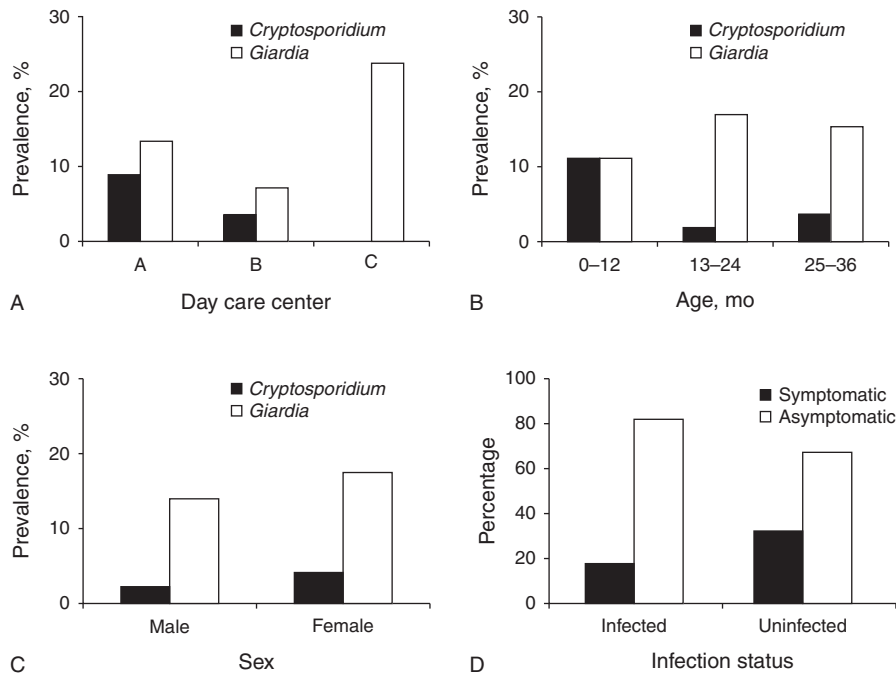 Cryptosporidium
Giardia
Prevalence, %
30
20
10
0
A
B
C
Day care center
A
Cryptosporidium
Giardia
Prevalence, %
30
20
10
0
0–12
13–24
25–36
Age, mo
B
Cryptosporidium
Giardia
Prevalence, %
30
20
10
0
Male
Female
Sex
C
Symptomatic
Asymptomatic
Percentage
100
80
60
40
20
0
Infected
Uninfected
Infection status
D